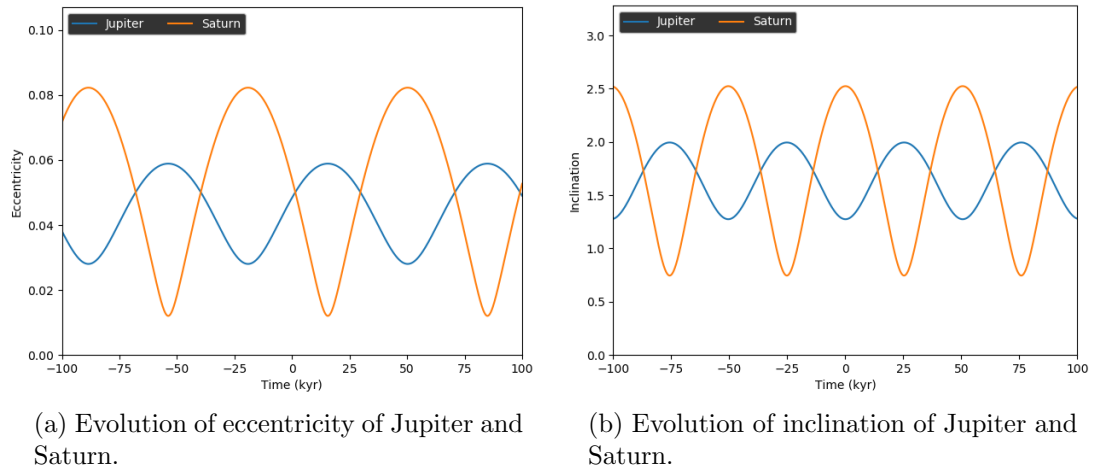 Jupiter Saturn
0.10
0.08
0.06
0.04
0.02
0.00
Eccentricity
−100 −75 −50 −25 0 25 50 75 100
Time (kyr)
(a) Evolution of eccentricity of Jupiter and
Saturn.
Jupiter Saturn
3.0
2.5
2.0
1.5
1.0
0.5
0.0
Inclination
−100 −75 −50 −25 0 25 50 75 100
Time (kyr)
(b) Evolution of inclination of Jupiter and
Saturn.